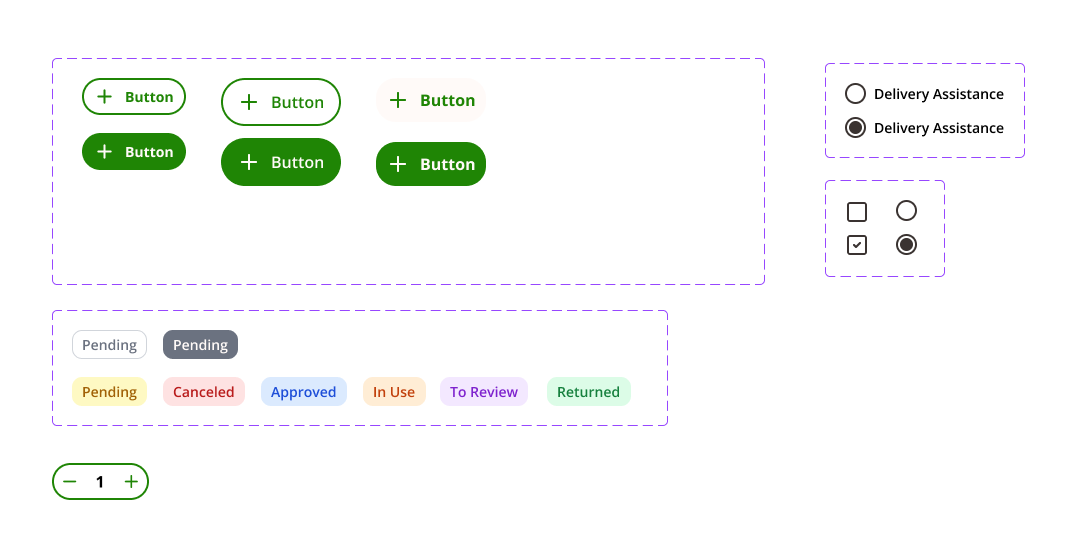 Button
Button
Button
Button
Button
Button
Delivery Assistance
Delivery Assistance
Pending
Pending
Pending
Canceled
Approved
In Use
To Review
Returned
1